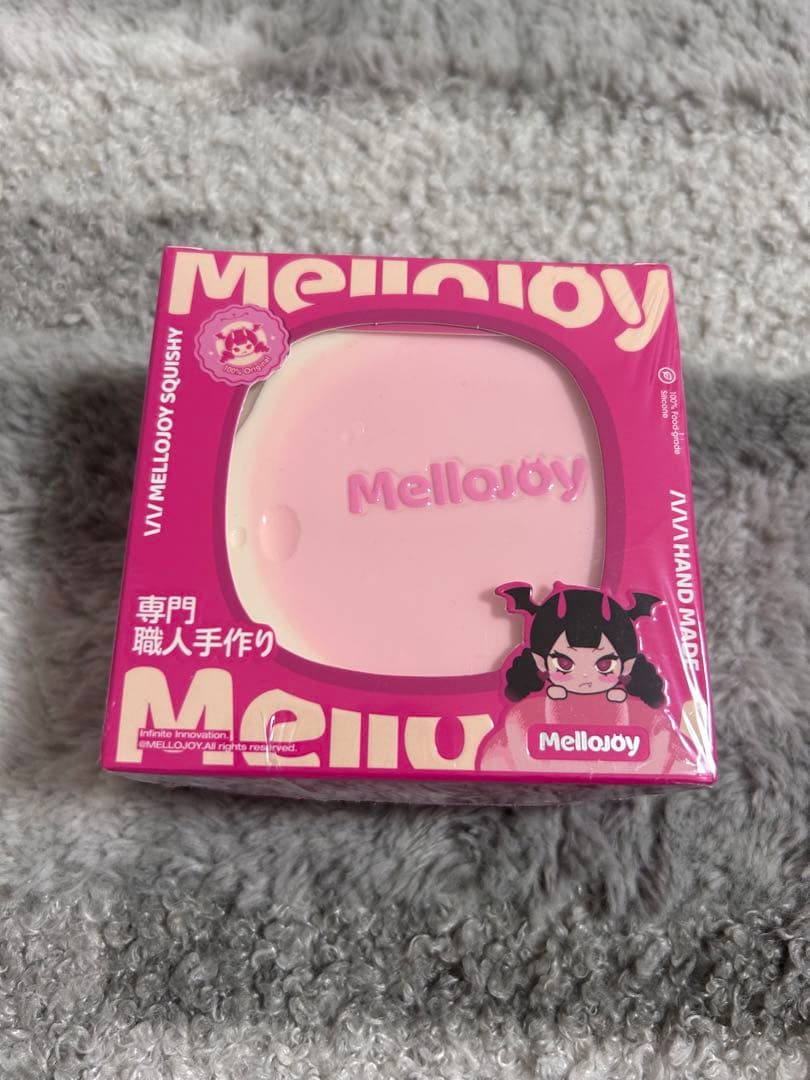 Mellojoy
100% Original
MELLOJOY SQUISHY
100% Food-grade
Silicone
Mellojoy
HAND MADE
専門
職人手作り
Mello
Infinite Innovation.
@MELLOJOY.All rights reserved.
Mellojoy